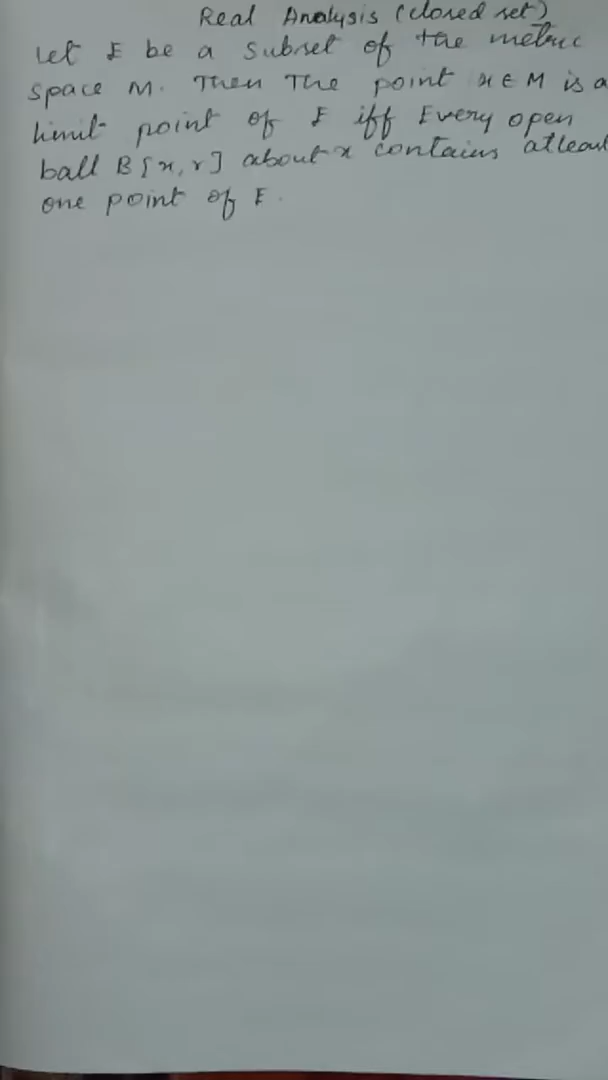 Real Analysis (closed set)
Let E be a subset of the metric
space M. Then The point x ∈ M is a
limit point of E iff Every open
ball B[x, r] about x contains atleast
one point of E.